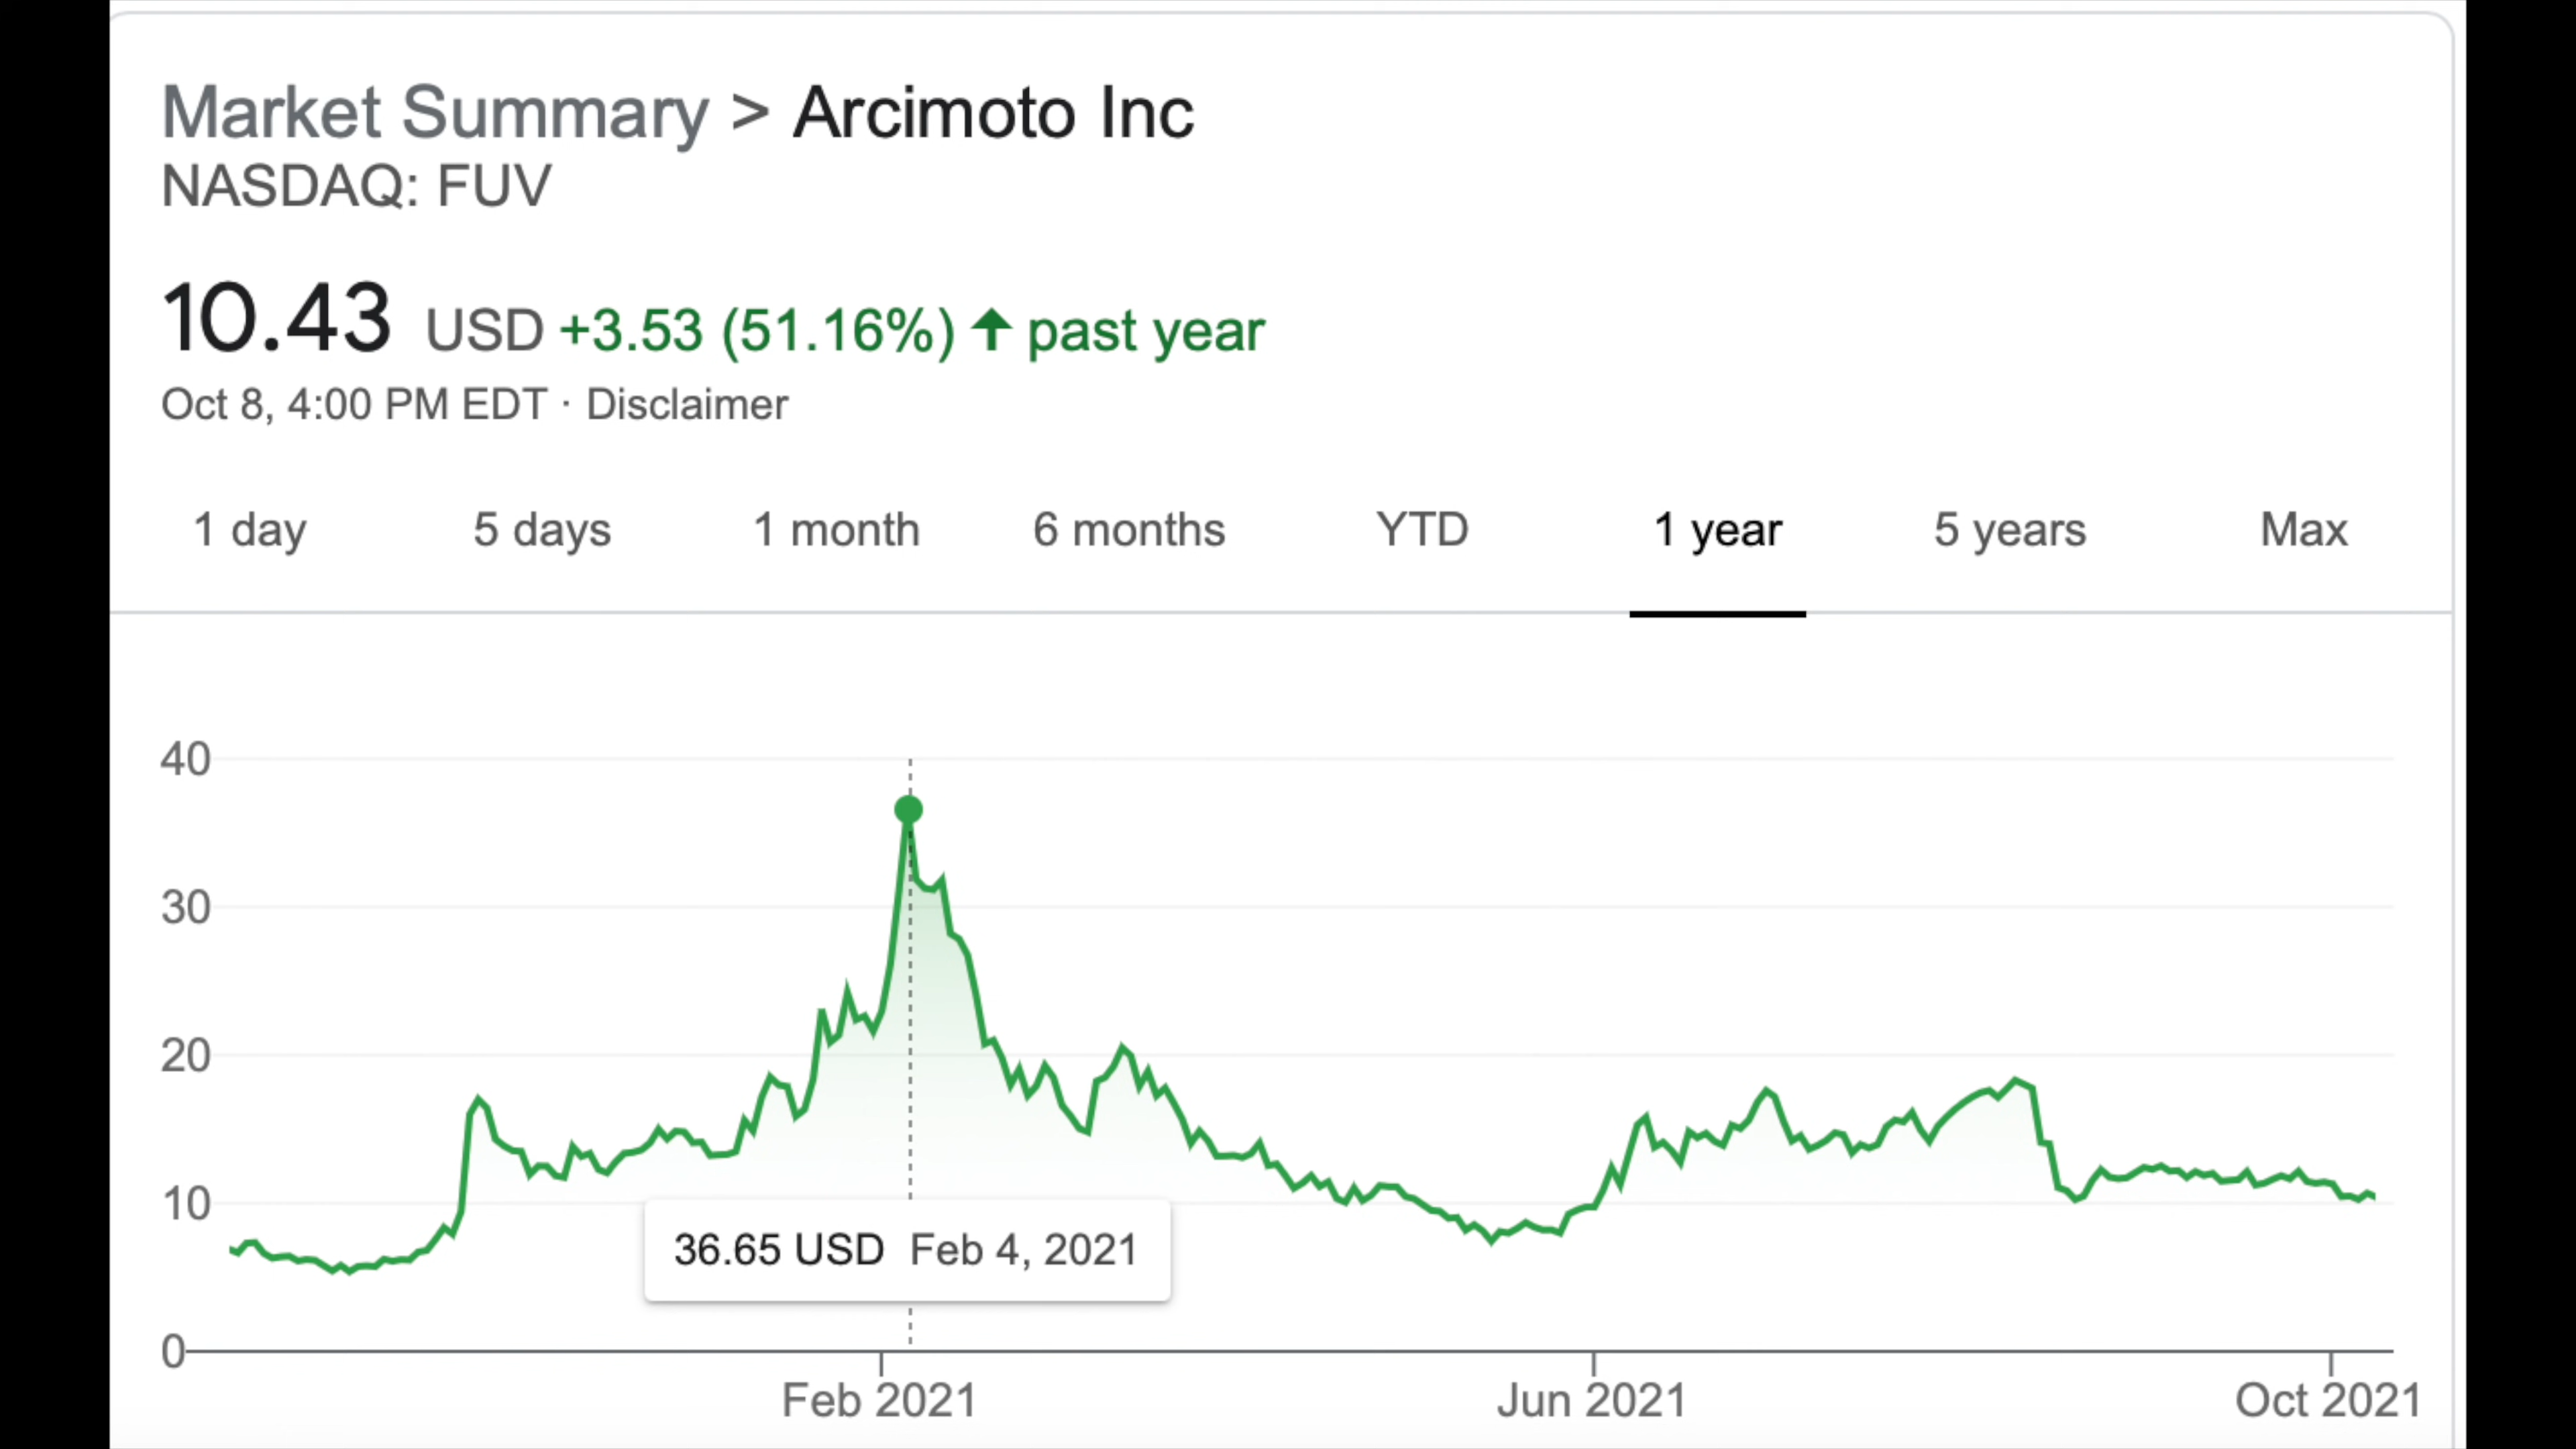 Market Summary > Arcimoto Inc
NASDAQ: FUV
10.43 USD +3.53 (51.16%) ↑ past year
Oct 8, 4:00 PM EDT · Disclaimer
1 day 5 days 1 month 6 months YTD 1 year 5 years Max
40
30
20
10
36.65 USD Feb 4, 2021
0
Feb 2021 Jun 2021 Oct 2021